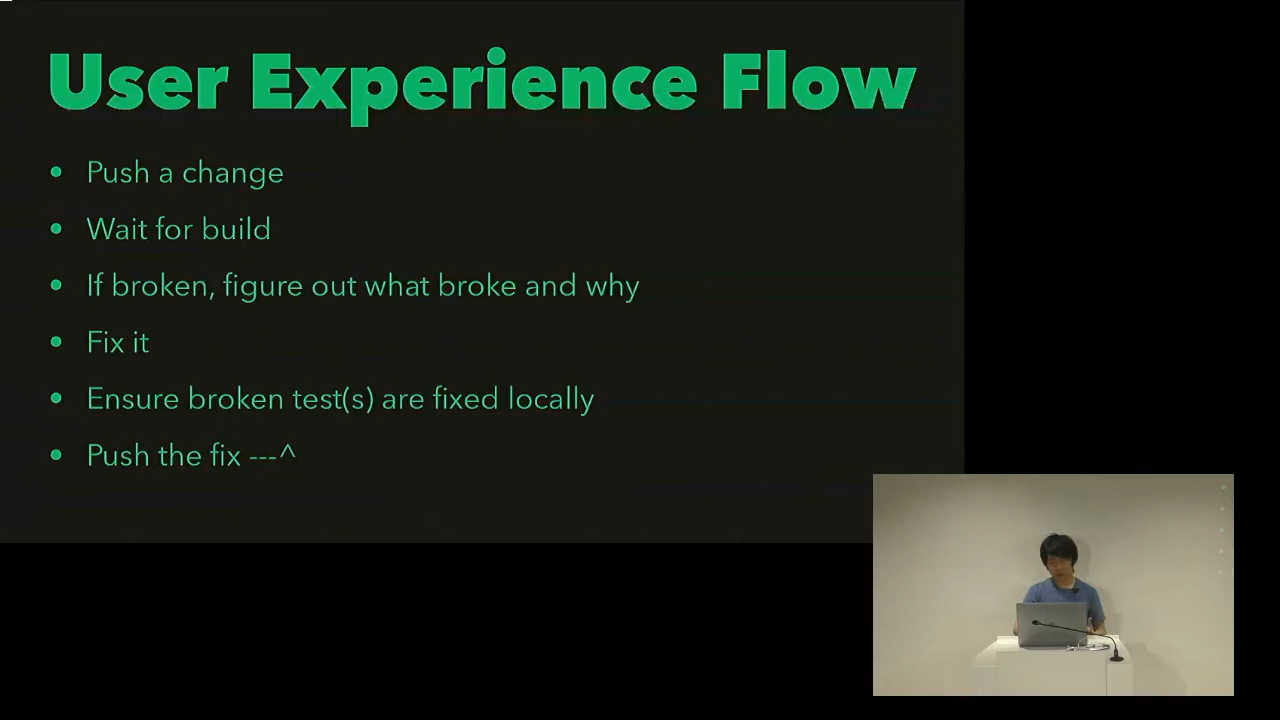 User Experience Flow
• Push a change
• Wait for build
• If broken, figure out what broke and why
• Fix it
• Ensure broken test(s) are fixed locally
• Push the fix ---^